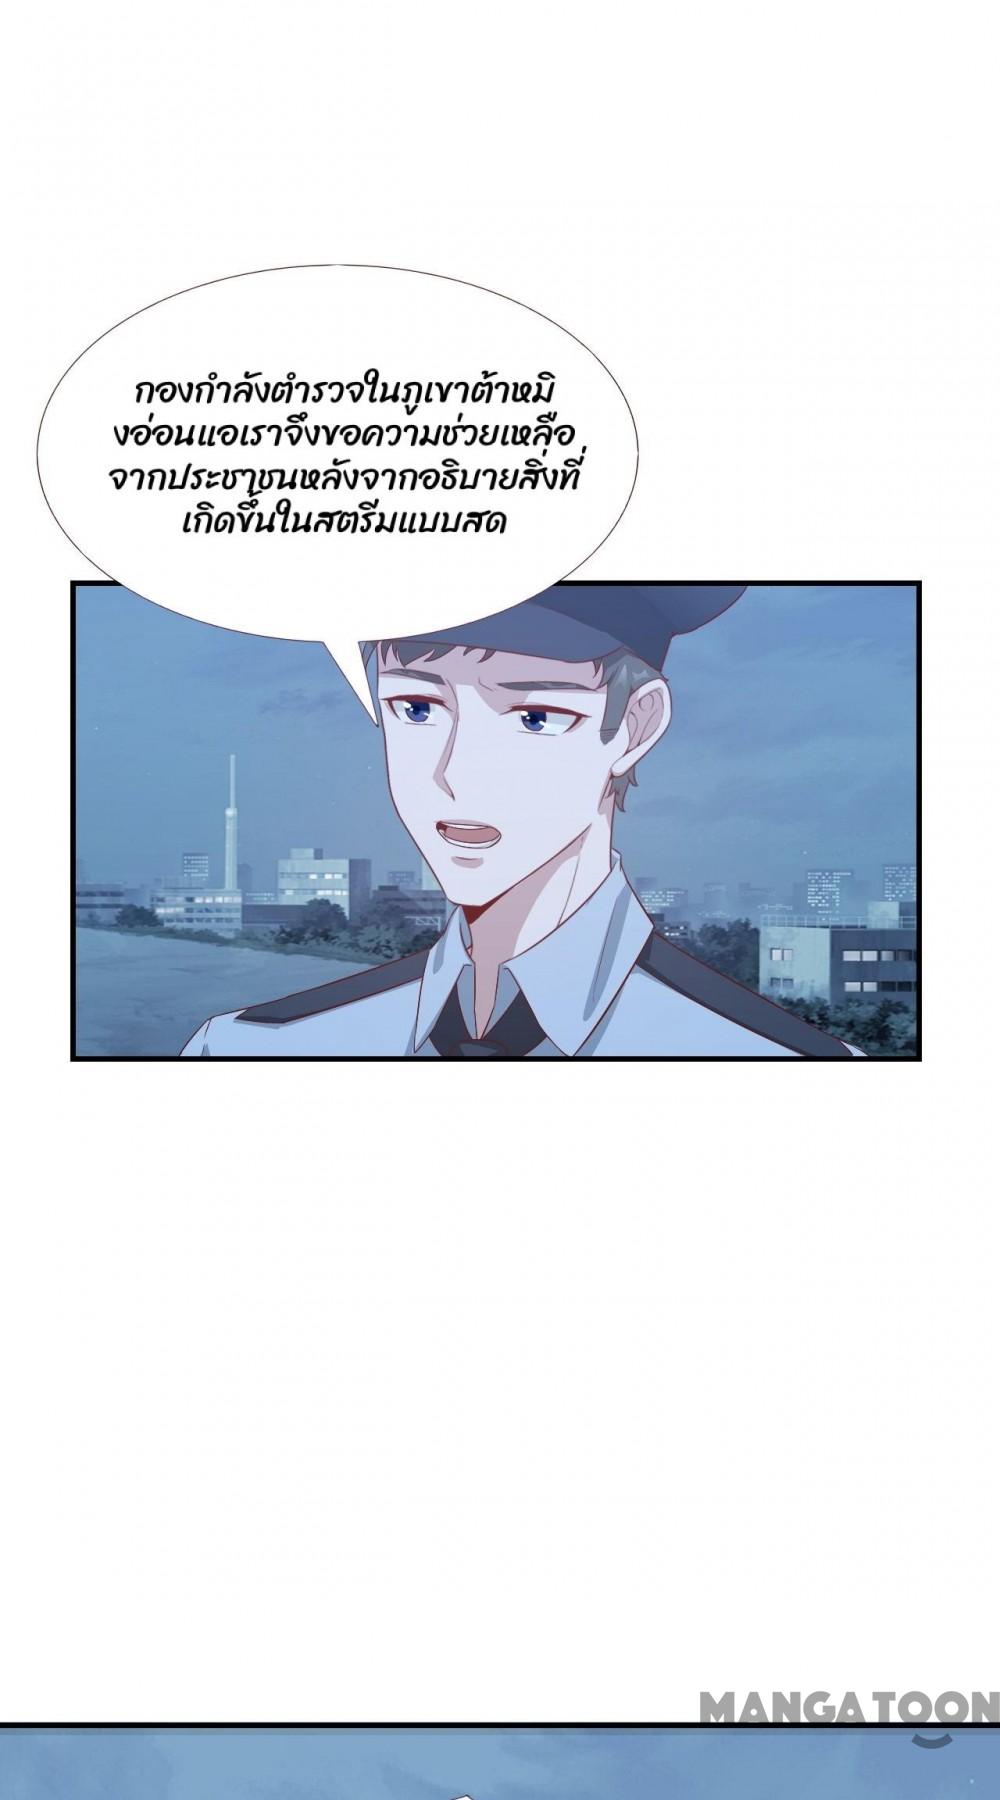 กองกำลังตำรวจในภูเขาต้าหมิ
งอ่อนแอเราจึงขอความช่วยเหลือ
จากประชาชนหลังจากอธิบายสิ่งที่
เกิดขึ้นในสตรีมแบบสด
MANGATOON